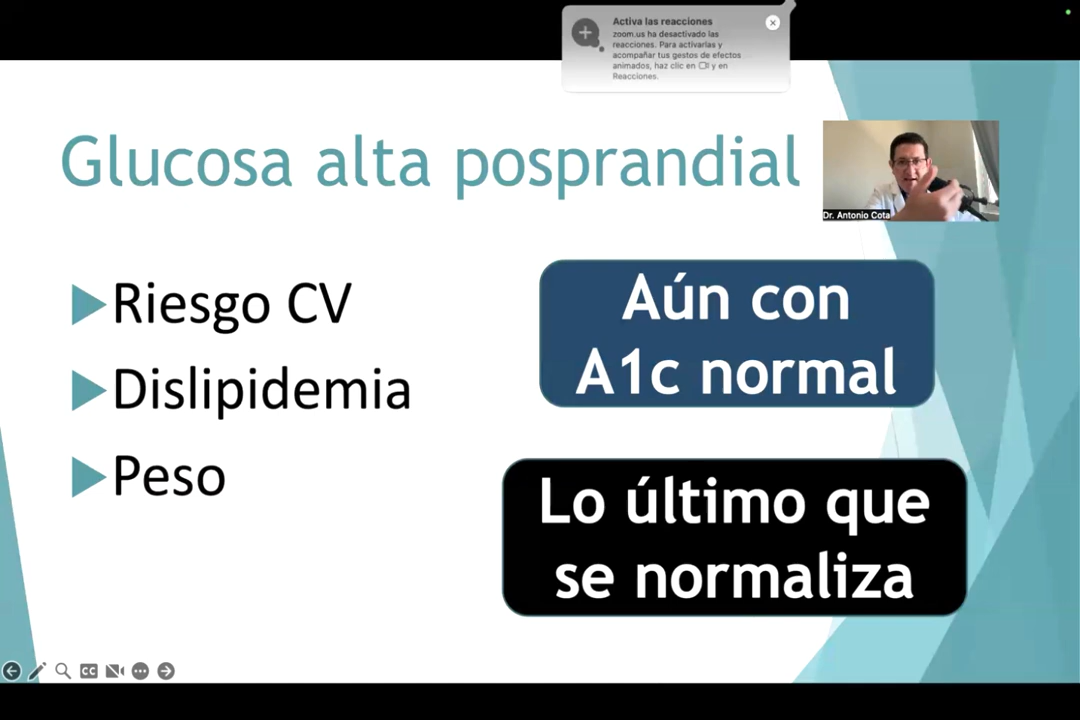 Activa las reacciones
zoom.us ha desactivado las
reacciones. Para activarlas y
acompañar tus gestos de efectos
animados, haz clic en y en
Reacciones.
Glucosa alta posprandial
Dr. Antonio Cota
Riesgo CV
Dislipidemia
Peso
Aún con
A1c normal
Lo último que
se normaliza
CC